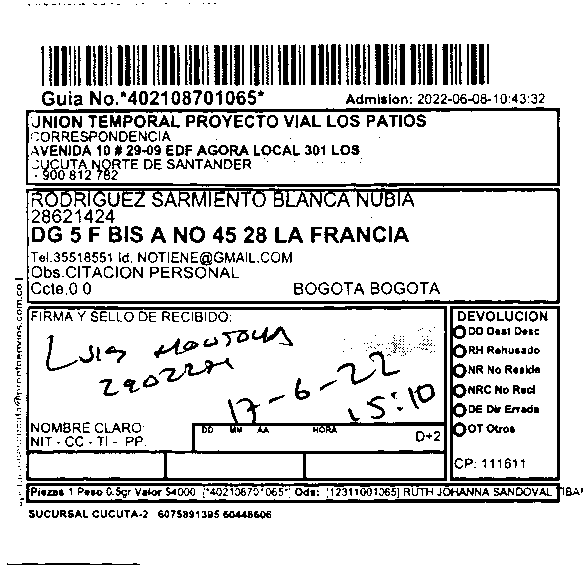 Guia No.*402108701065*
Admision: 2022-06-08-10:43:32
UNION TEMPORAL PROYECTO VIAL LOS PATIOS
CORRESPONDENCIA
AVENIDA 10 # 29-09 EDF AGORA LOCAL 301 LOS
CUCUTA NORTE DE SANTANDER
- 900 812 782
RODRIGUEZ SARMIENTO BLANCA NUBIA
28621424
DG 5 F BIS A NO 45 28 LA FRANCIA
Tel.35518551 id. NOTIENE@GMAIL.COM
Obs.CITACION PERSONAL
Ccte.0 0 BOGOTA BOGOTA
FIRMA Y SELLO DE RECIBIDO:
Luis Montoya
17-6-22
15:10
NOMBRE CLARO:
NIT - CC - TI - PP.
DD MM AA HORA D+2
DEVOLUCION
DD Dest Desc
RH Rehusado
NR No Reside
NRC No Recl
DE Dir Errada
OT Otros
CP: 111611
Piezas 1 Peso 0.5gr Valor $4000 [*402108701065*] Ods: [12311001065] RUTH JOHANNA SANDOVAL TIBA
SUCURSAL CUCUTA-2 6075891395 60448606